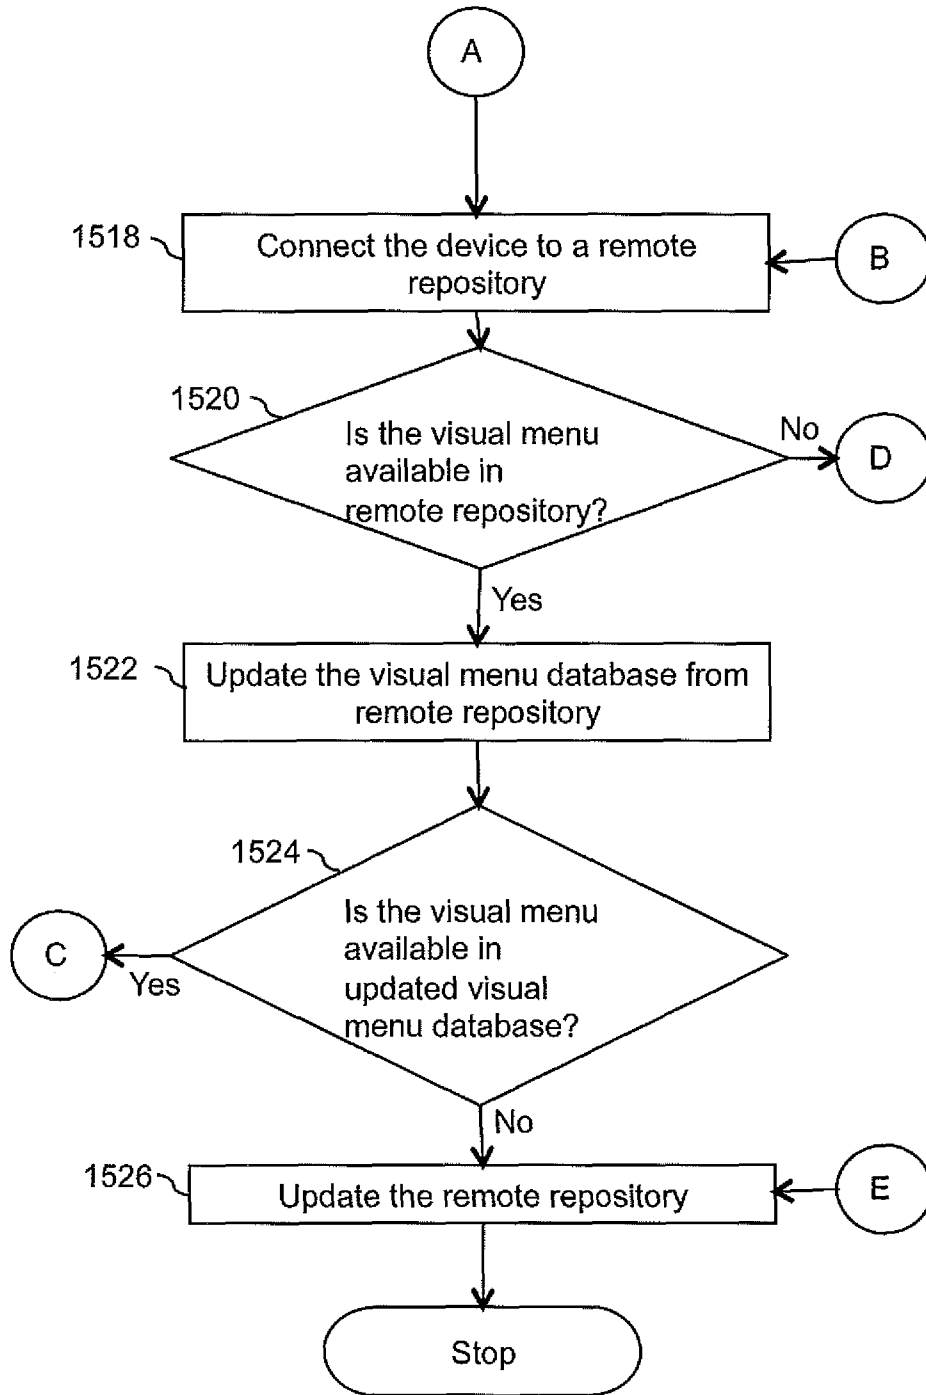 A
1518
Connect the device to a remote
repository
B
1520
Is the visual menu
available in
remote repository?
No
D
Yes
1522
Update the visual menu database from
remote repository
1524
Is the visual menu
available in
updated visual
menu database?
C
Yes
No
1526
Update the remote repository
E
Stop